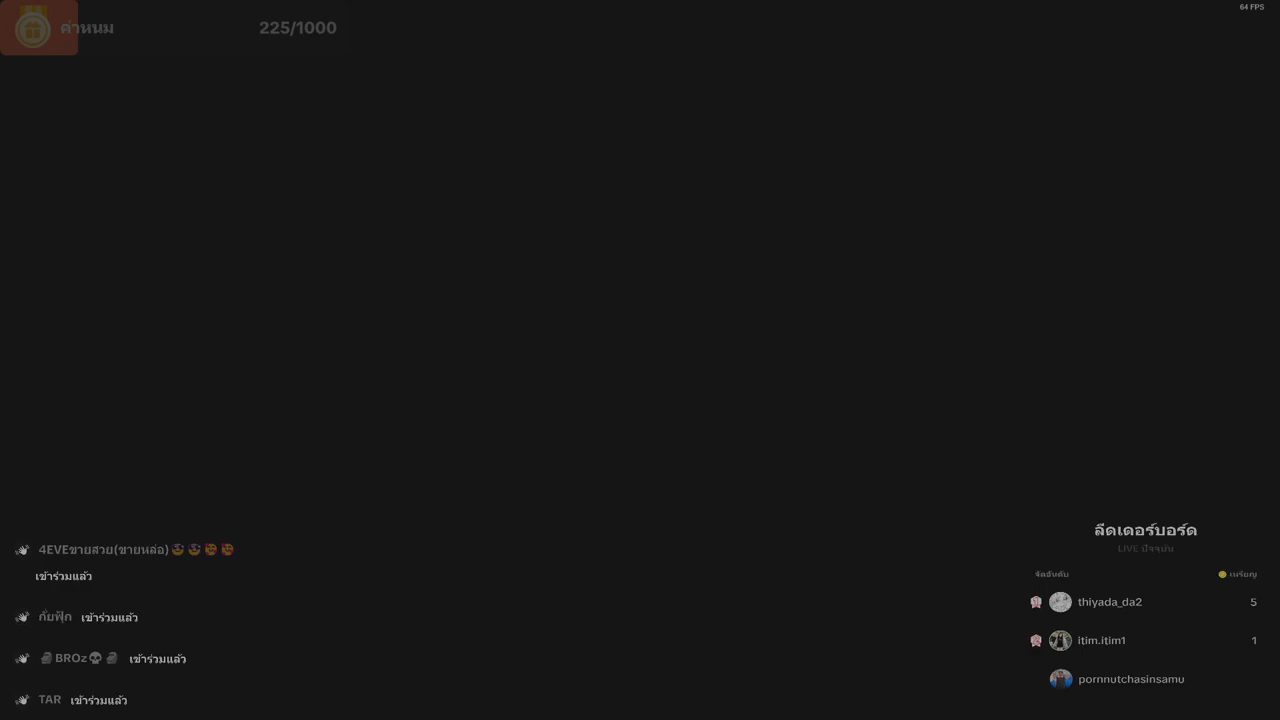 ค่าหนม 225/1000
64 FPS
4EVEขายสวย(ขายหล่อ)
เข้าร่วมแล้ว
กั่ยฟุ้ก เข้าร่วมแล้ว
BROz เข้าร่วมแล้ว
TAR เข้าร่วมแล้ว
ลีดเดอร์บอร์ด
LIVE ปัจจุบัน
จัดอันดับ เหรียญ
thiyada_da2 5
itim.itim1 1
pornnutchasinsamu